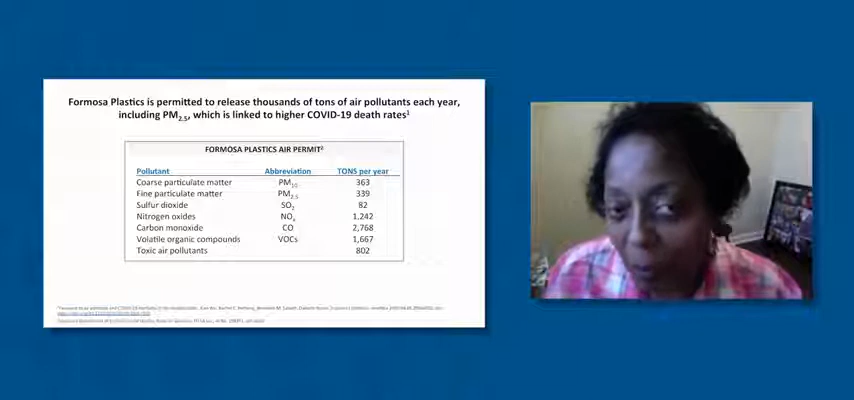 Formosa Plastics is permitted to release thousands of tons of air pollutants each year,
including PM2.5, which is linked to higher COVID-19 death rates1
FORMOSA PLASTICS AIR PERMIT2
Pollutant Abbreviation TONS per year
Coarse particulate matter PM10 363
Fine particulate matter PM2.5 339
Sulfur dioxide SO2 82
Nitrogen oxides NOx 1,242
Carbon monoxide CO 2,768
Volatile organic compounds VOCs 1,667
Toxic air pollutants 802